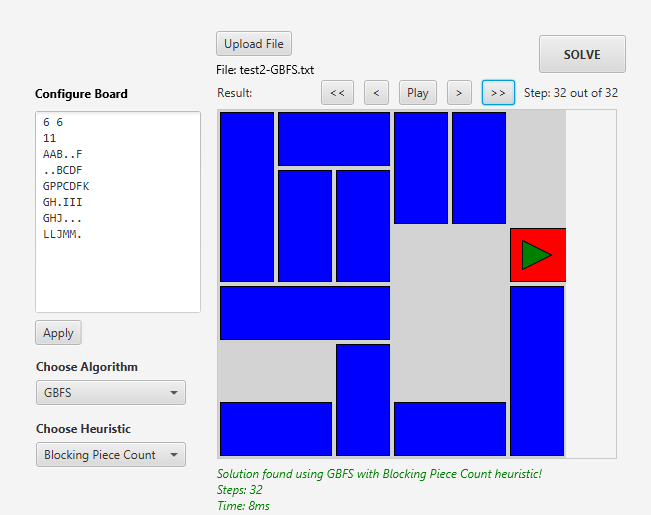 Upload File
SOLVE
File: test2-GBFS.txt
Configure Board
Result:
<<
<
Play
>
>>
Step: 32 out of 32
6 6
11
AAB..F
..BCDF
GPPCDFK
GH.III
GHJ...
LLJMM.
Apply
Choose Algorithm
GBFS
Choose Heuristic
Blocking Piece Count
Solution found using GBFS with Blocking Piece Count heuristic!
Steps: 32
Time: 8ms